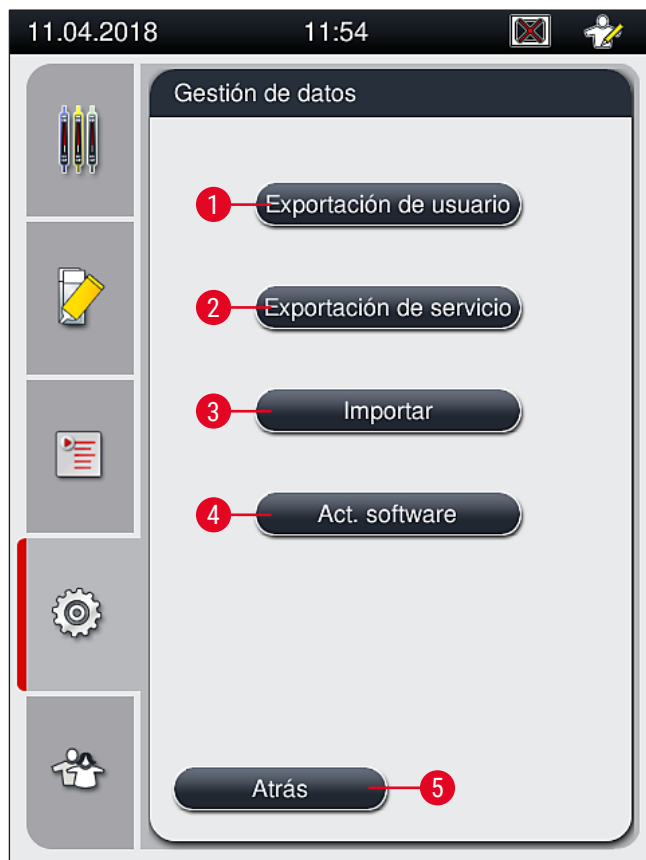 11.04.2018 11:54
Gestión de datos
1 Exportación de usuario
2 Exportación de servicio
3 Importar
4 Act. software
Atrás 5